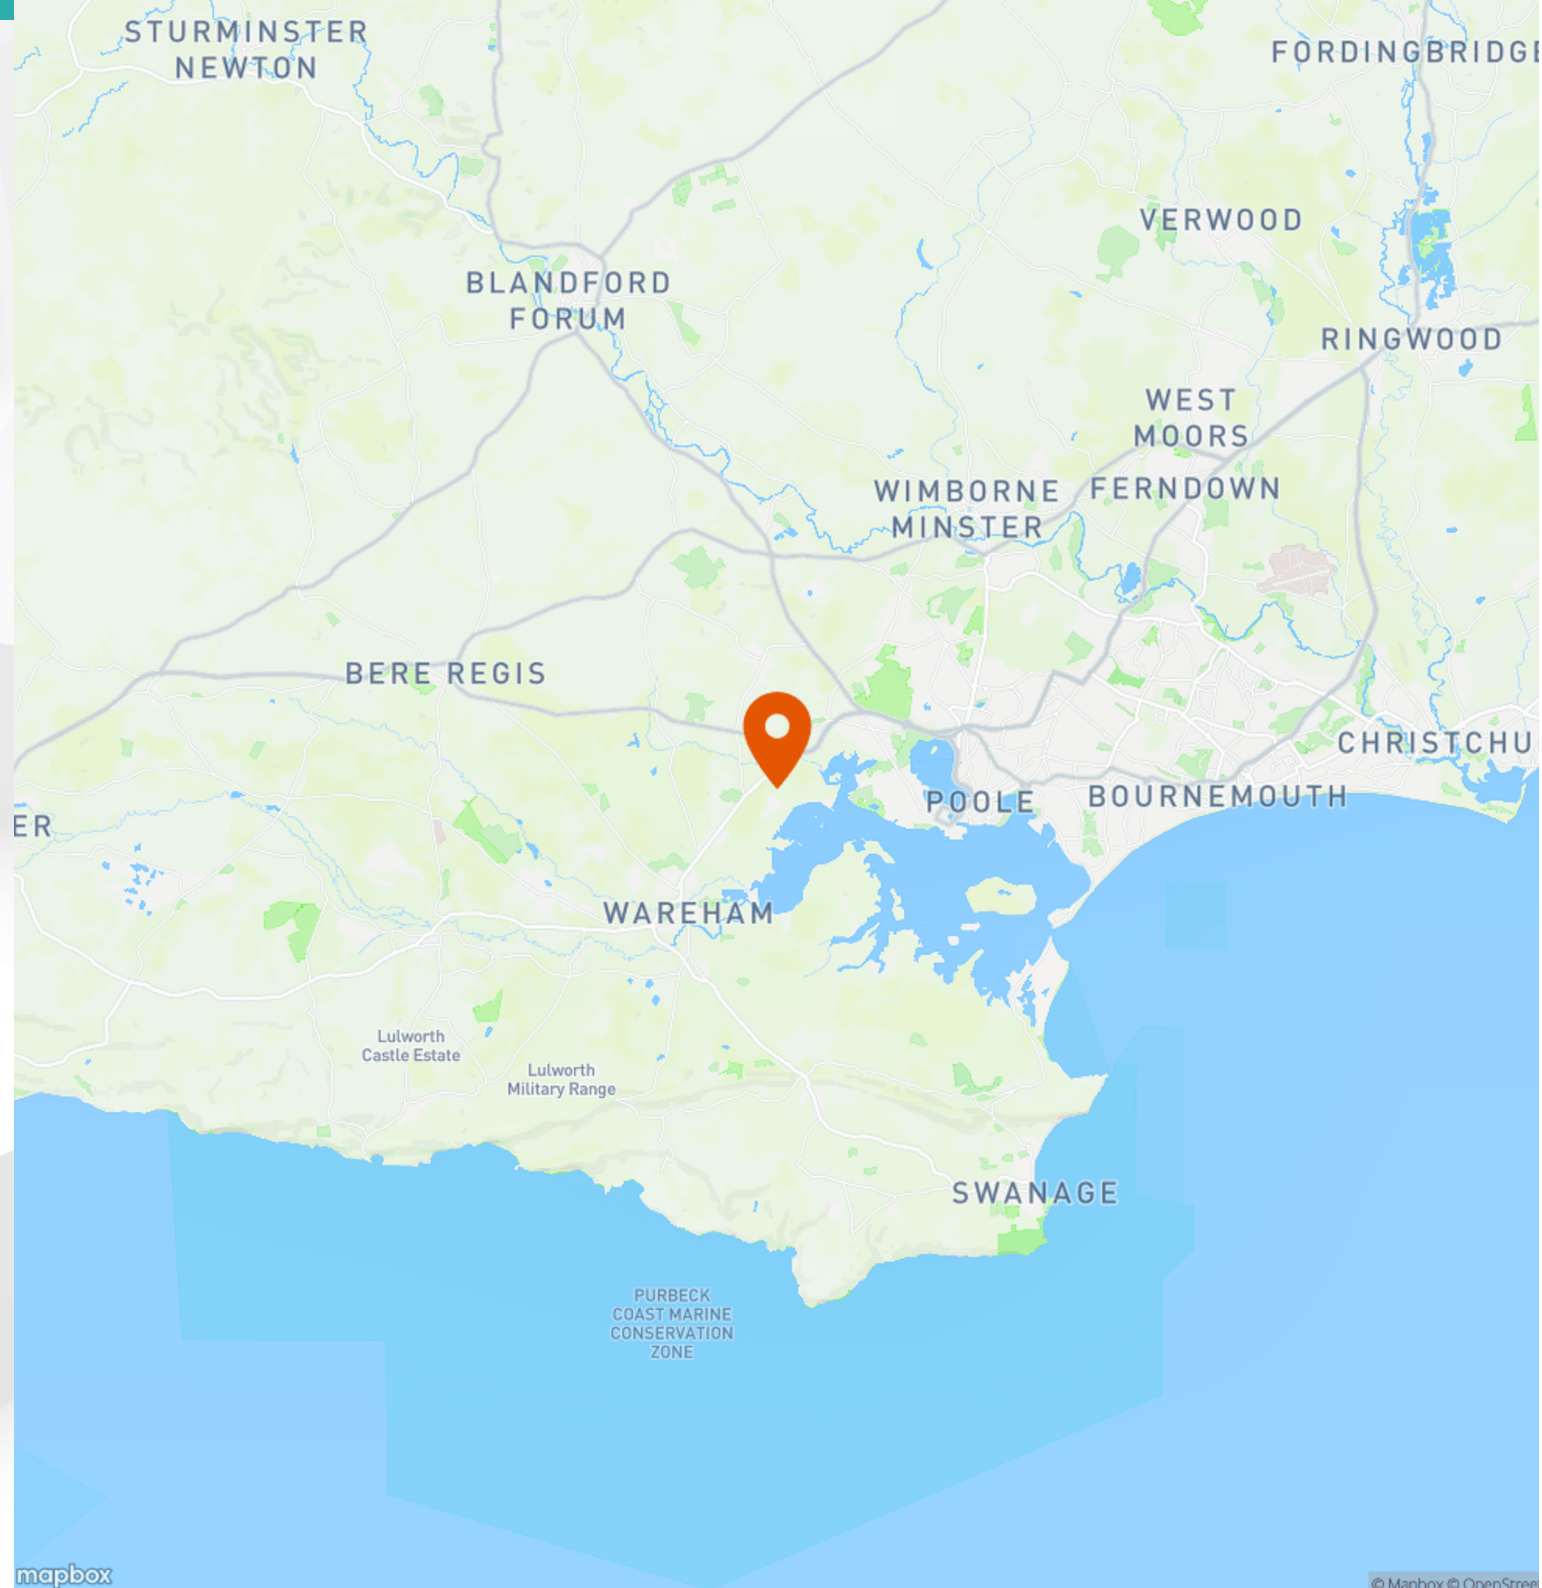 STURMINSTER
NEWTON
FORDINGBRIDGE
VERWOOD
BLANDFORD
FORUM
RINGWOOD
WEST
MOORS
WIMBORNE
MINSTER
FERNDOWN
BERE REGIS
CHRISTCHU
POOLE
BOURNEMOUTH
ER
WAREHAM
Lulworth
Castle Estate
Lulworth
Military Range
SWANAGE
PURBECK
COAST MARINE
CONSERVATION
ZONE
mapbox
© Mapbox © OpenStree